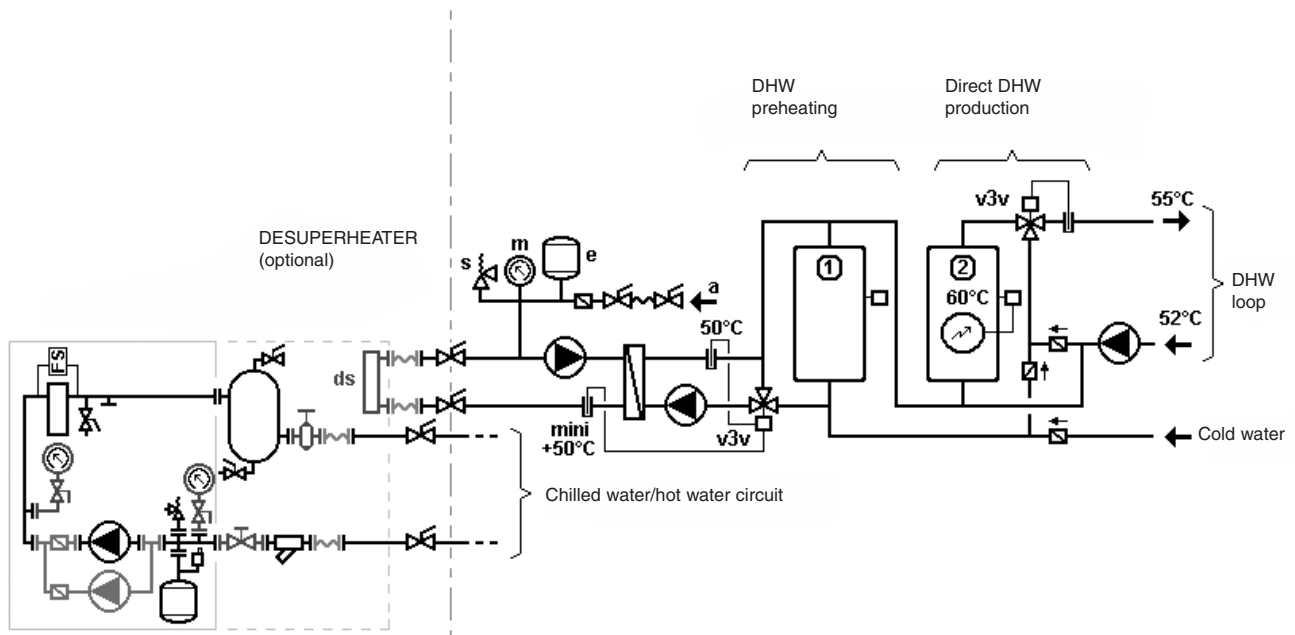 DHW
preheating
Direct DHW
production
v3v
55°C
DESUPERHEATER
(optional)
s
m
e
a
1
2
60°C
DHW
loop
50°C
52°C
FS
ds
mini
+50°C
v3v
Cold water
Chilled water/hot water circuit